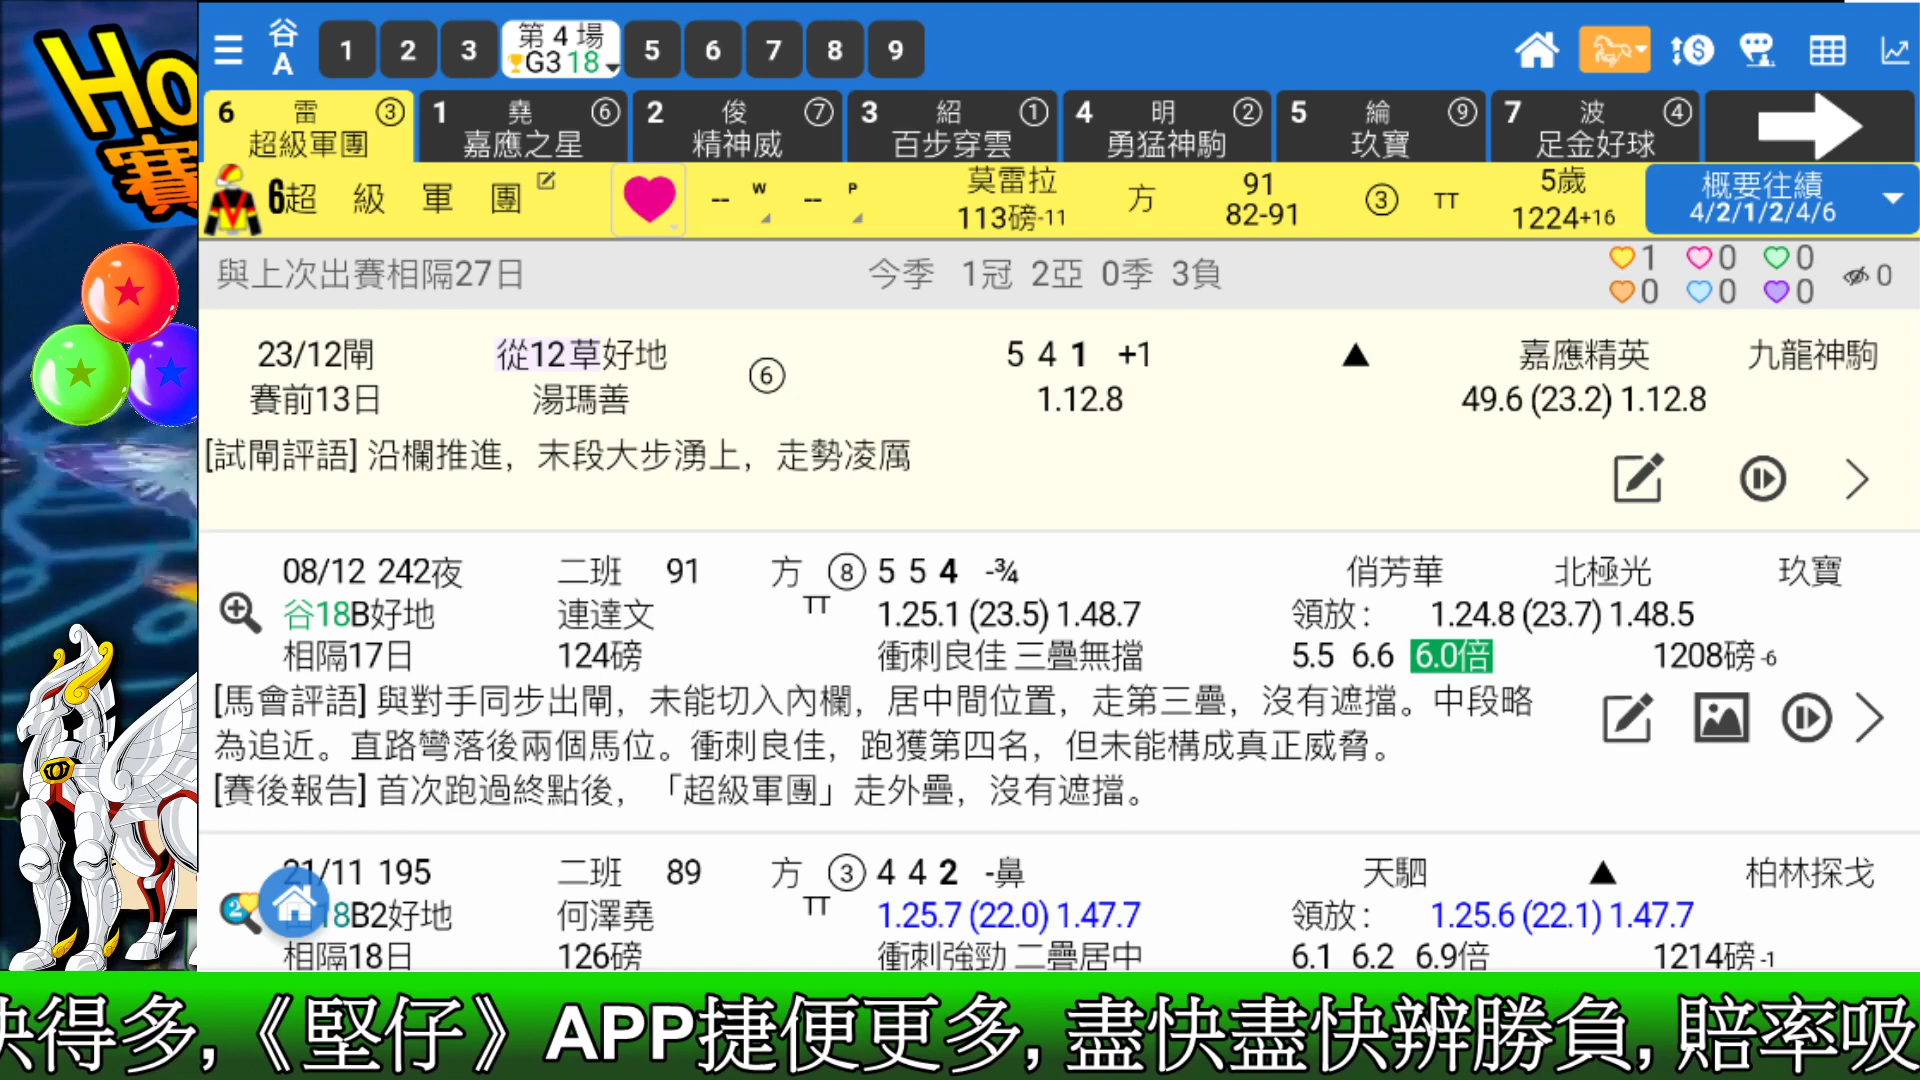 Ho
賽
谷
A
1 2 3 第 4 場 5 6 7 8 9
G3 18
6 雷 ③ 1 堯 ⑥ 2 俊 ⑦ 3 紹 ① 4 明 ② 5 綸 ⑨ 7 波 ④
超級軍團 嘉應之星 精神威 百步穿雲 勇猛神駒 玖寶 足金好球
6超 級 軍 團 -- W -- P 莫雷拉 方 91 ③ TT 5歲 概要往績
113磅-11 82-91 1224+16 4/2/1/2/4/6
與上次出賽相隔27日 今季 1冠 2亞 0季 3負 1 0 0 0
0 0 0
23/12閘 從12草好地 ⑥ 5 4 1 +1 ▲ 嘉應精英 九龍神駒
賽前13日 湯瑪善 1.12.8 49.6 (23.2) 1.12.8
[試閘評語] 沿欄推進，末段大步湧上，走勢凌厲
08/12 242夜 二班 91 方 ⑧ 5 5 4 -¾ 俏芳華 北極光 玖寶
谷18B好地 連達文 TT 1.25.1 (23.5) 1.48.7 領放： 1.24.8 (23.7) 1.48.5
相隔17日 124磅 衝刺良佳 三疊無擋 5.5 6.6 6.0倍 1208磅 -6
[馬會評語] 與對手同步出閘，未能切入內欄，居中間位置，走第三疊，沒有遮擋。中段略
為追近。直路彎落後兩個馬位。衝刺良佳，跑獲第四名，但未能構成真正威脅。
[賽後報告] 首次跑過終點後，「超級軍團」走外疊，沒有遮擋。
21/11 195 二班 89 方 ③ 4 4 2 -鼻 天駟 ▲ 柏林探戈
2 18B2好地 何澤堯 TT 1.25.7 (22.0) 1.47.7 領放： 1.25.6 (22.1) 1.47.7
相隔18日 126磅 衝刺強勁 二疊居中 6.1 6.2 6.9倍 1214磅 -1
得多,《堅仔》APP捷便更多, 盡快盡快辨勝負, 賠率吸